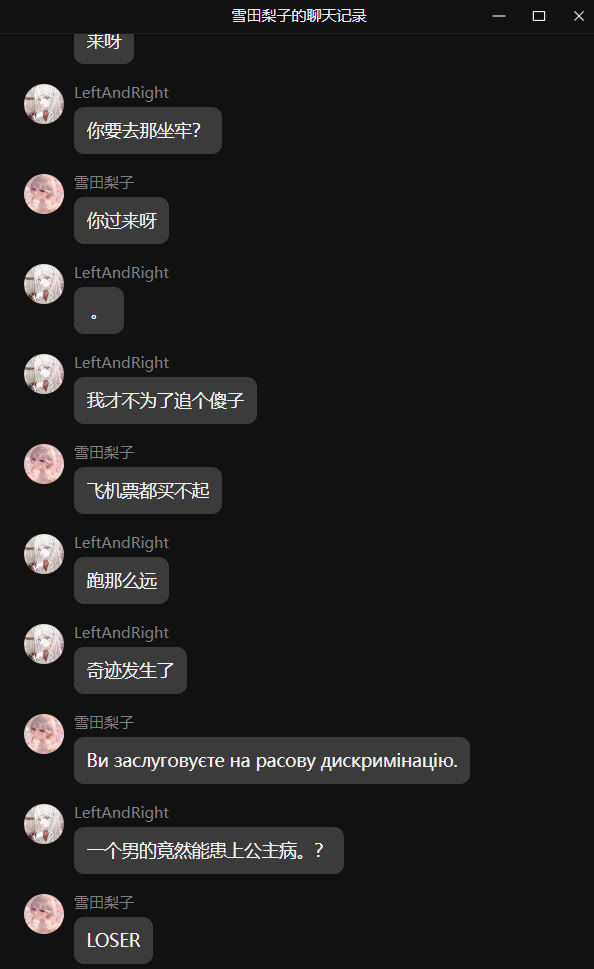 雪田梨子的聊天记录
来呀
LeftAndRight
你要去那坐牢？
雪田梨子
你过来呀
LeftAndRight
。
LeftAndRight
我才不为了追个傻子
雪田梨子
飞机票都买不起
LeftAndRight
跑那么远
LeftAndRight
奇迹发生了
雪田梨子
Ви заслуговуєте на расову дискримінацію.
LeftAndRight
一个男的竟然能患上公主病。？
雪田梨子
LOSER